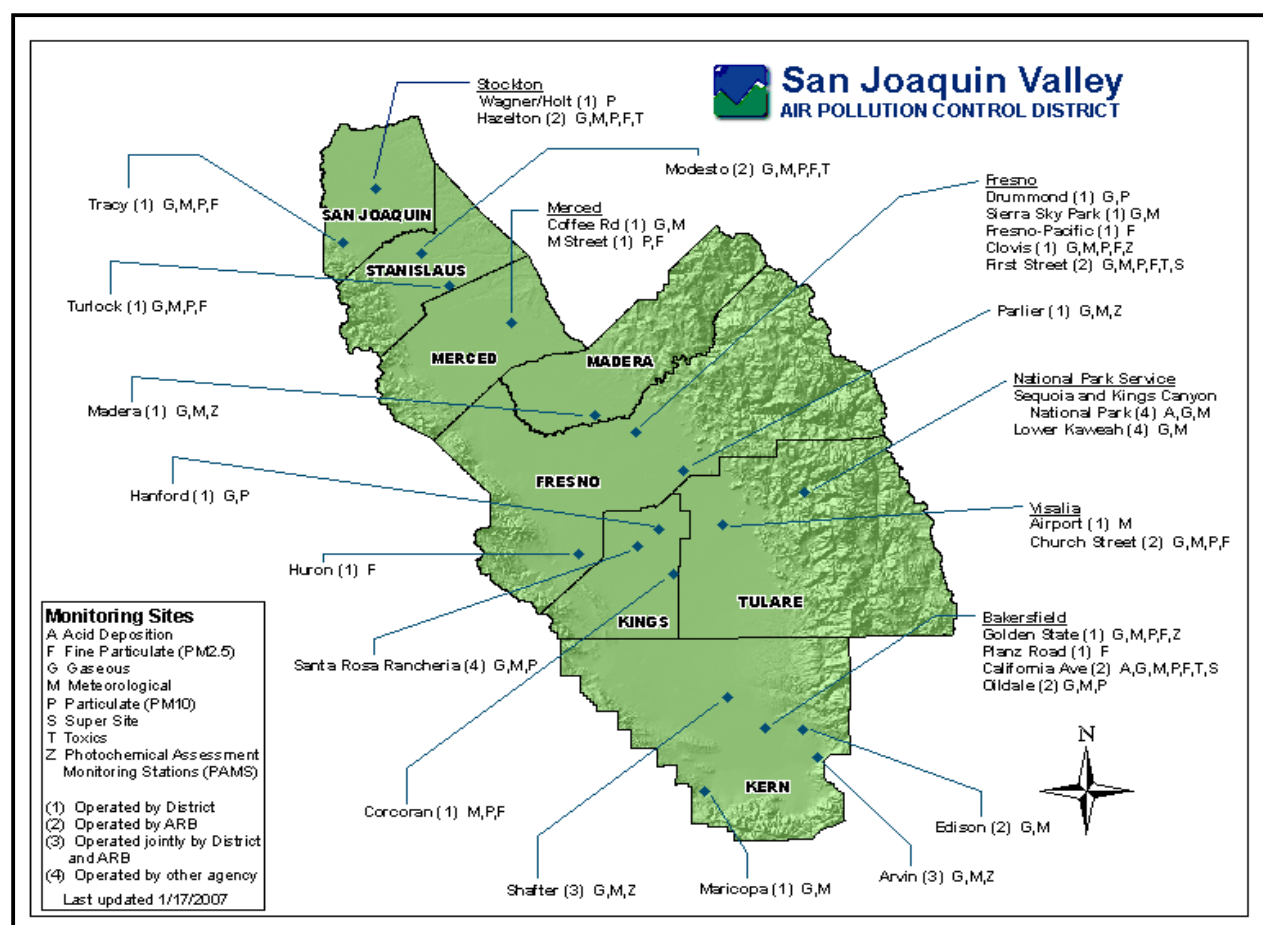 San Joaquin Valley
AIR POLLUTION CONTROL DISTRICT
Stockton
Wagner/Holt (1) P
Hazelton (2) G,M,P,F,T
Modesto (2) G,M,P,F,T
Tracy (1) G,M,P,F
Merced
Coffee Rd (1) G,M
M Street (1) P,F
Fresno
Drummond (1) G,P
Sierra Sky Park (1) G,M
Fresno-Pacific (1) F
Clovis (1) G,M,P,F,Z
First Street (2) G,M,P,F,T,S
SAN JOAQUIN
STANISLAUS
Turlock (1) G,M,P,F
Parlier (1) G,M,Z
MERCED
MADERA
Madera (1) G,M,Z
National Park Service
Sequoia and Kings Canyon
National Park (4) A,G,M
Lower Kaweah (4) G,M
Hanford (1) G,P
FRESNO
Visalia
Airport (1) M
Church Street (2) G,M,P,F
Huron (1) F
TULARE
KINGS
Santa Rosa Rancheria (4) G,M,P
Bakersfield
Golden State (1) G,M,P,F,Z
Planz Road (1) F
California Ave (2) A,G,M,P,F,T,S
Oildale (2) G,M,P
Monitoring Sites
A Acid Deposition
F Fine Particulate (PM2.5)
G Gaseous
M Meteorological
P Particulate (PM10)
S Super Site
T Toxics
Z Photochemical Assessment
Monitoring Stations (PAMS)
(1) Operated by District
(2) Operated by ARB
(3) Operated jointly by District
and ARB
(4) Operated by other agency
Last updated 1/17/2007
N
KERN
Corcoran (1) M,P,F
Edison (2) G,M
Arvin (3) G,M,Z
Shafter (3) G,M,Z
Maricopa (1) G,M